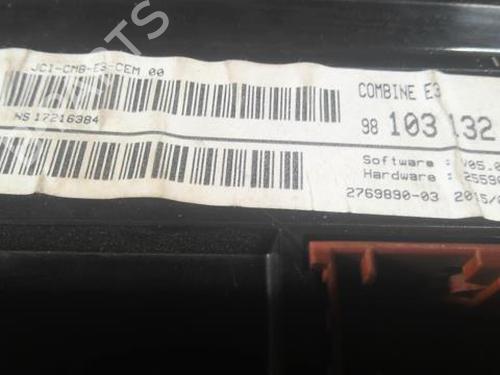 JCI-CMB-E3-CEM 00
NS 17216384
COMBINE E3
98 103 132
Software : V05.0
Hardware : 2559
2769890-03 2015/
PARTS